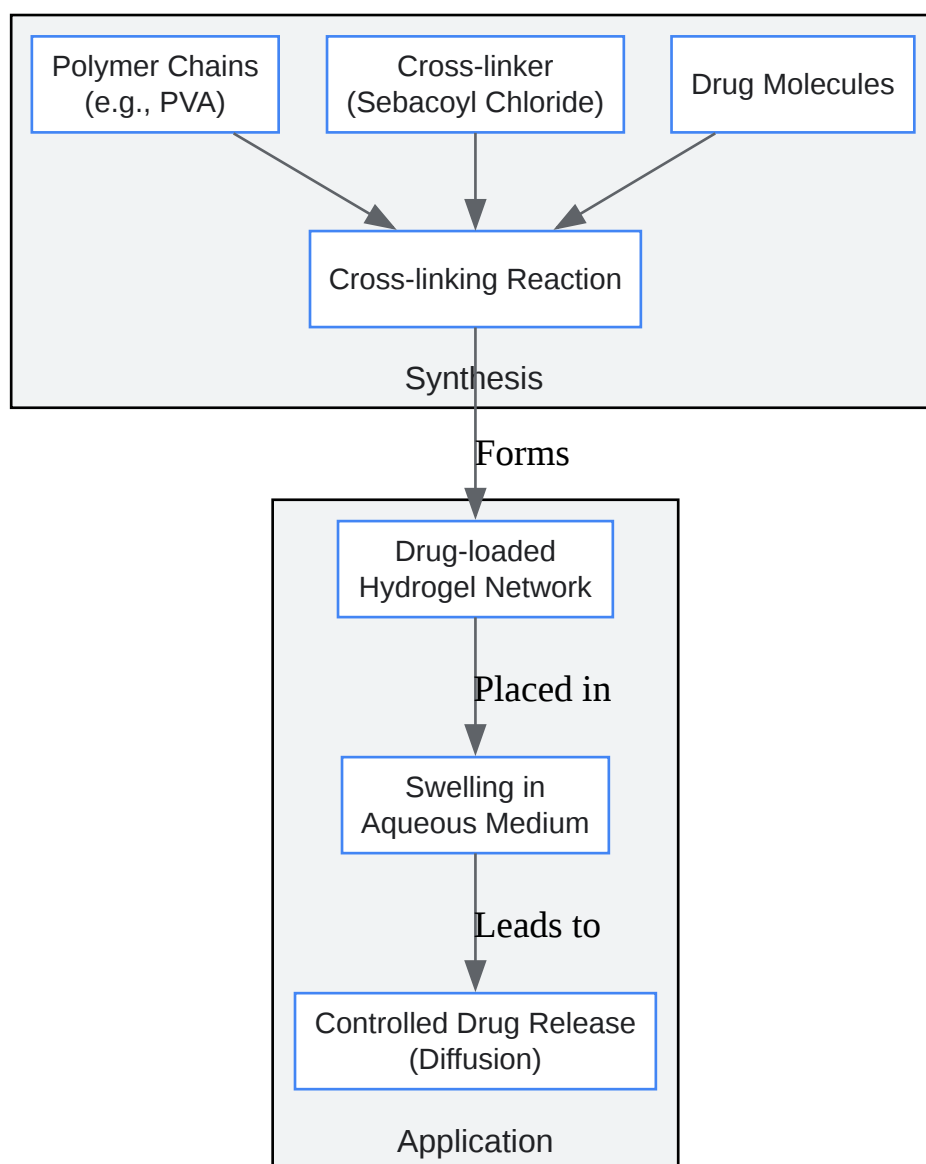 Polymer Chains
(e.g., PVA)
Cross-linker
(Sebacoyl Chloride)
Drug Molecules
Cross-linking Reaction
Synthesis
Forms
Drug-loaded
Hydrogel Network
Placed in
Swelling in
Aqueous Medium
Leads to
Controlled Drug Release
(Diffusion)
Application